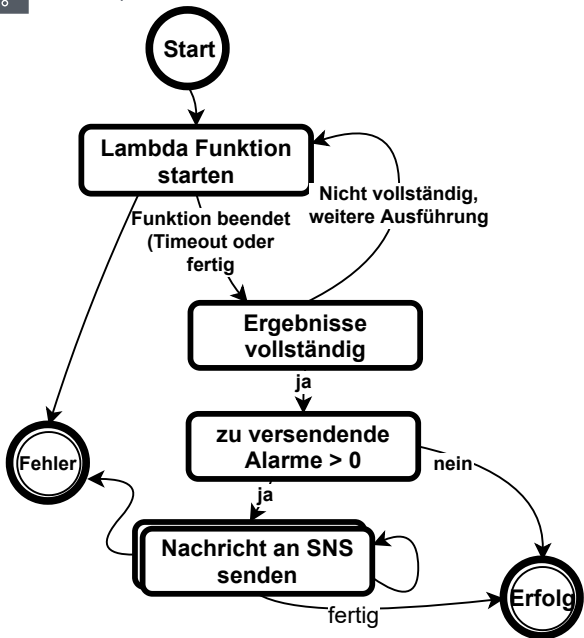 Start
Lambda Funktion
starten
Nicht vollständig,
weitere Ausführung
Funktion beendet
(Timeout oder
fertig
Ergebnisse
vollständig
ja
zu versendende
Alarme > 0
nein
Fehler
ja
Nachricht an SNS
senden
fertig
Erfolg